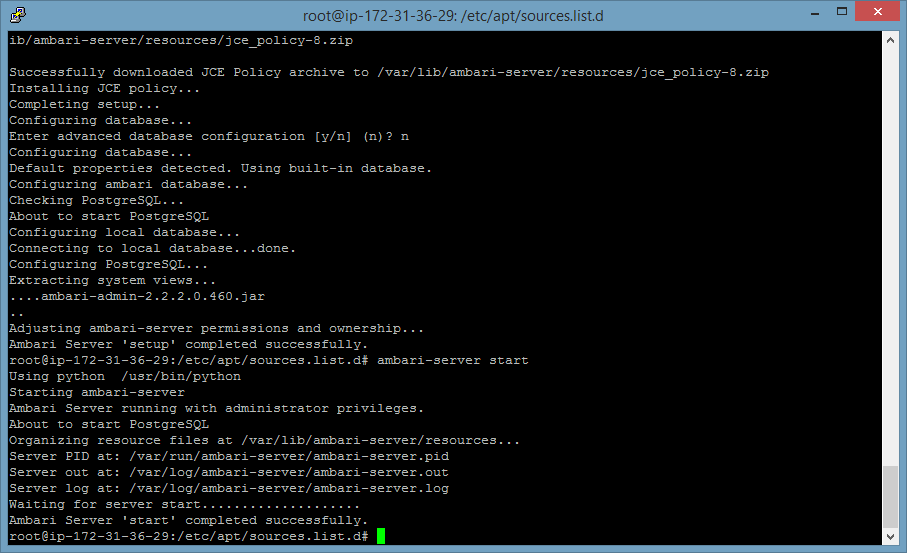 root@ip-172-31-36-29: /etc/apt/sources.list.d
ib/ambari-server/resources/jce_policy-8.zip
Successfully downloaded JCE Policy archive to /var/lib/ambari-server/resources/jce_policy-8.zip
Installing JCE policy...
Completing setup...
Configuring database...
Enter advanced database configuration [y/n] (n)? n
Configuring database...
Default properties detected. Using built-in database.
Configuring ambari database...
Checking PostgreSQL...
About to start PostgreSQL
Configuring local database...
Connecting to local database...done.
Configuring PostgreSQL...
Extracting system views...
....ambari-admin-2.2.2.0.460.jar
..
Adjusting ambari-server permissions and ownership...
Ambari Server 'setup' completed successfully.
root@ip-172-31-36-29:/etc/apt/sources.list.d# ambari-server start
Using python  /usr/bin/python
Starting ambari-server
Ambari Server running with administrator privileges.
About to start PostgreSQL
Organizing resource files at /var/lib/ambari-server/resources...
Server PID at: /var/run/ambari-server/ambari-server.pid
Server out at: /var/log/ambari-server/ambari-server.out
Server log at: /var/log/ambari-server/ambari-server.log
Waiting for server start....................
Ambari Server 'start' completed successfully.
root@ip-172-31-36-29:/etc/apt/sources.list.d#